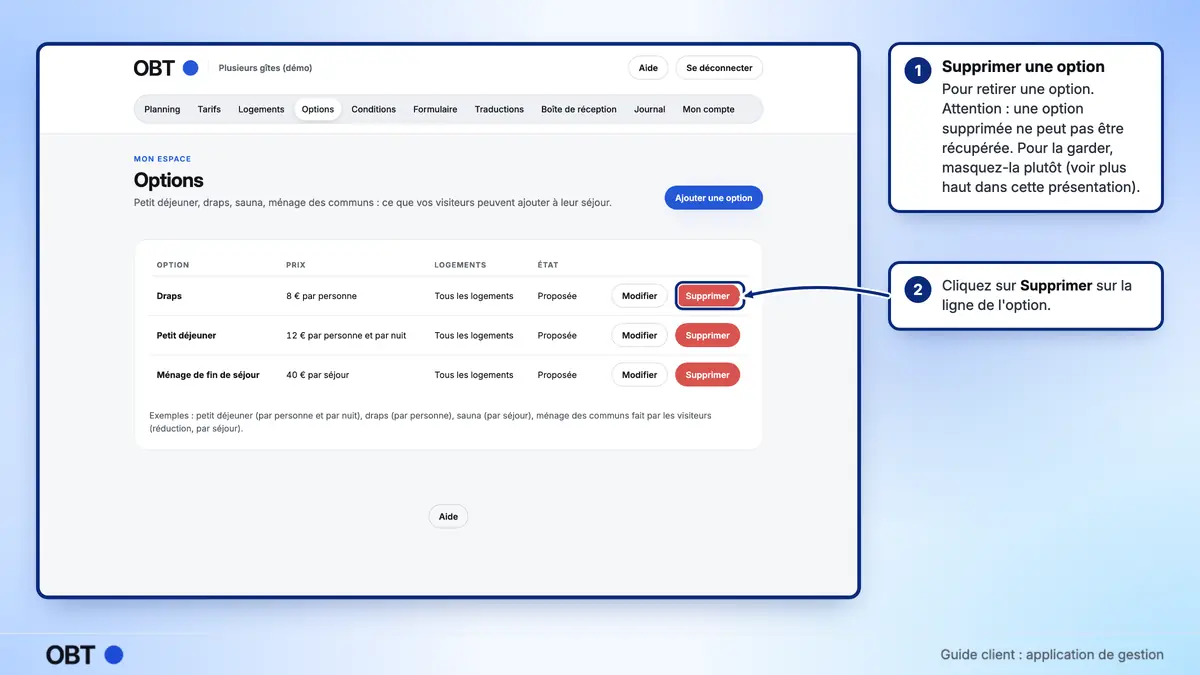 OBT
Plusieurs gîtes (démo)
Aide
Se déconnecter
Planning
Tarifs
Logements
Options
Conditions
Formulaire
Traductions
Boîte de réception
Journal
Mon compte
MON ESPACE
Options
Petit déjeuner, draps, sauna, ménage des communs : ce que vos visiteurs peuvent ajouter à leur séjour.
Ajouter une option
OPTION PRIX LOGEMENTS ÉTAT
Draps 8 € par personne Tous les logements Proposée Modifier Supprimer
Petit déjeuner 12 € par personne et par nuit Tous les logements Proposée Modifier Supprimer
Ménage de fin de séjour 40 € par séjour Tous les logements Proposée Modifier Supprimer
Exemples : petit déjeuner (par personne et par nuit), draps (par personne), sauna (par séjour), ménage des communs fait par les visiteurs
(réduction, par séjour).
Aide
1 Supprimer une option
Pour retirer une option.
Attention : une option
supprimée ne peut pas être
récupérée. Pour la garder,
masquez-la plutôt (voir plus
haut dans cette présentation).
2 Cliquez sur Supprimer sur la
ligne de l'option.
OBT
Guide client : application de gestion